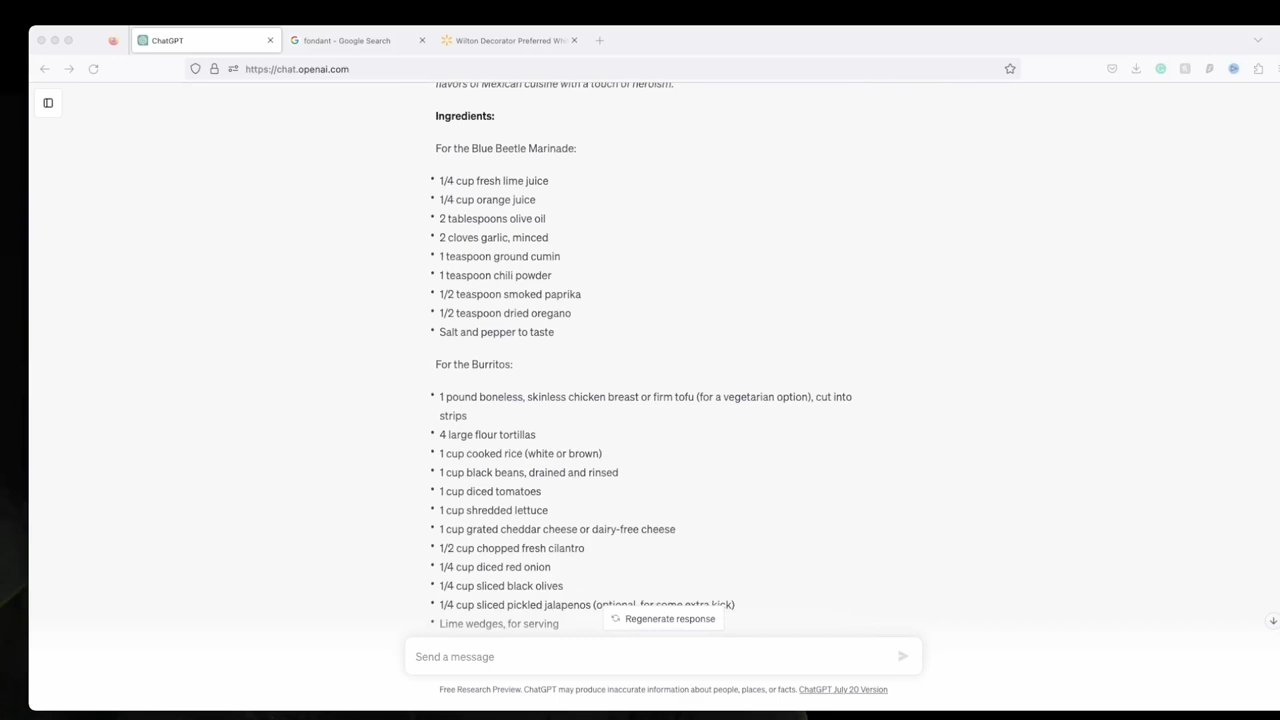 ChatGPT
fondant - Google Search
Wilton Decorator Preferred Whi
https://chat.openai.com
flavors of Mexican cuisine with a touch of heroism.
Ingredients:
For the Blue Beetle Marinade:
• 1/4 cup fresh lime juice
• 1/4 cup orange juice
• 2 tablespoons olive oil
• 2 cloves garlic, minced
• 1 teaspoon ground cumin
• 1 teaspoon chili powder
• 1/2 teaspoon smoked paprika
• 1/2 teaspoon dried oregano
• Salt and pepper to taste
For the Burritos:
• 1 pound boneless, skinless chicken breast or firm tofu (for a vegetarian option), cut into
strips
• 4 large flour tortillas
• 1 cup cooked rice (white or brown)
• 1 cup black beans, drained and rinsed
• 1 cup diced tomatoes
• 1 cup shredded lettuce
• 1 cup grated cheddar cheese or dairy-free cheese
• 1/2 cup chopped fresh cilantro
• 1/4 cup diced red onion
• 1/4 cup sliced black olives
• 1/4 cup sliced pickled jalapenos (optional, for some extra kick)
Regenerate response
• Lime wedges, for serving
Send a message
Free Research Preview. ChatGPT may produce inaccurate information about people, places, or facts. ChatGPT July 20 Version